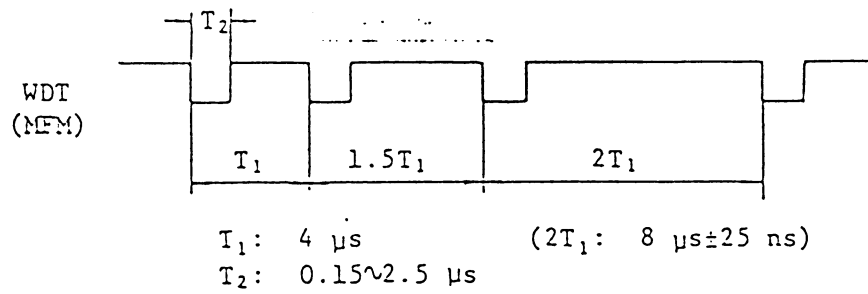 T₂
WDT
(MFM)
T₁ 1.5T₁ 2T₁
T₁: 4 µs (2T₁: 8 µs±25 ns)
T₂: 0.15~2.5 µs